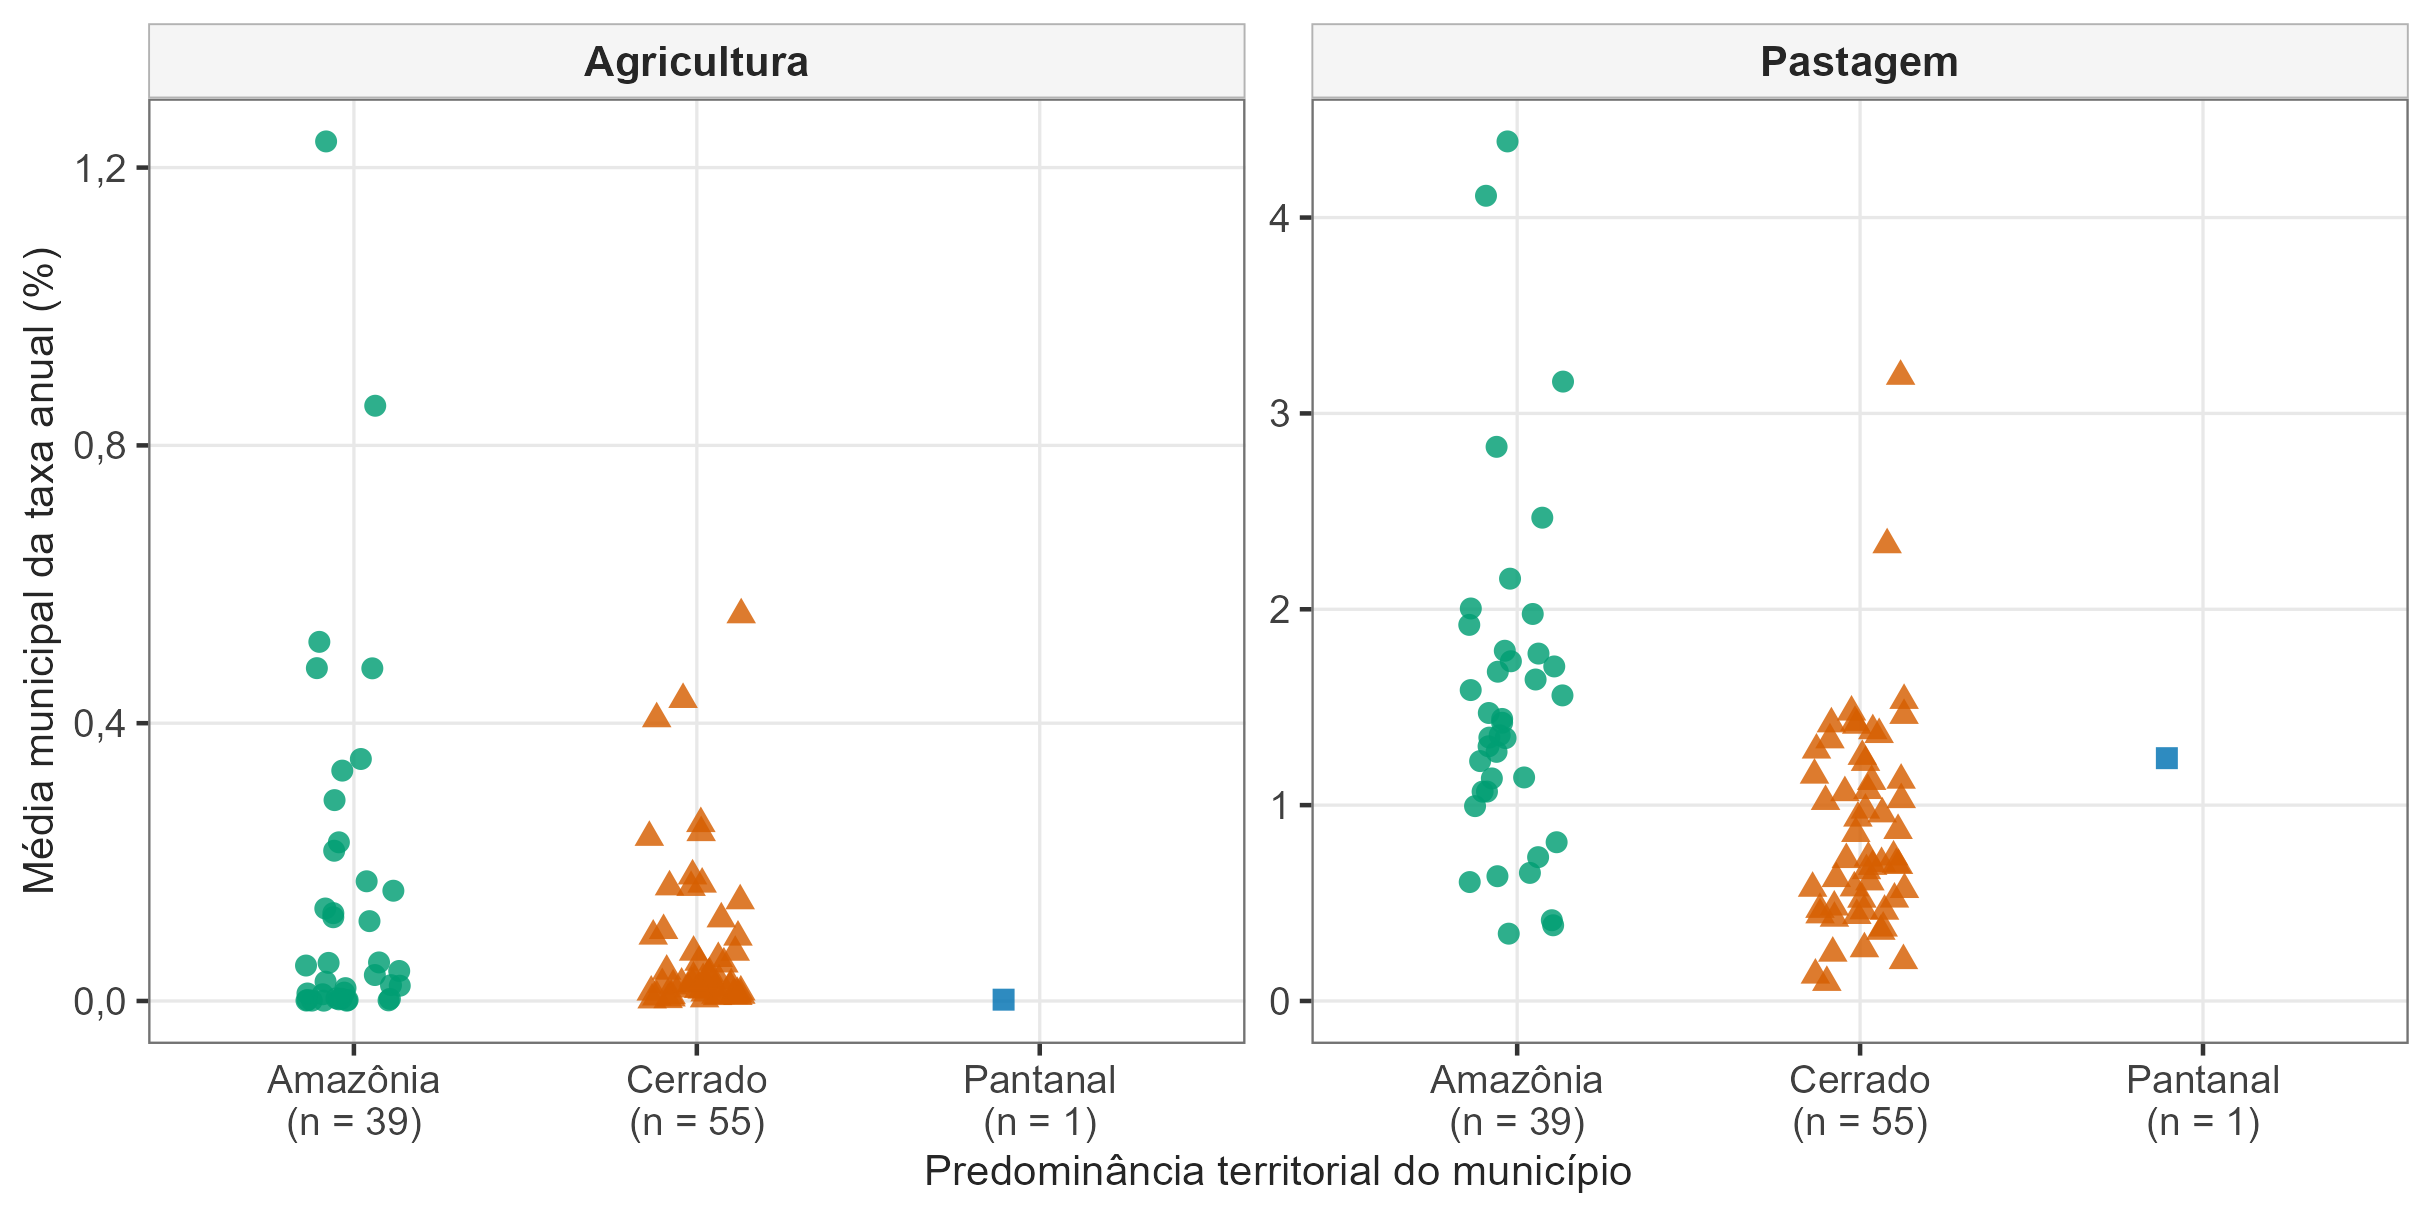 Agricultura
Pastagem
Média municipal da taxa anual (%)
1,2
0,8
0,4
0,0
4
3
2
1
0
Amazônia
(n = 39)
Cerrado
(n = 55)
Pantanal
(n = 1)
Amazônia
(n = 39)
Cerrado
(n = 55)
Pantanal
(n = 1)
Predominância territorial do município